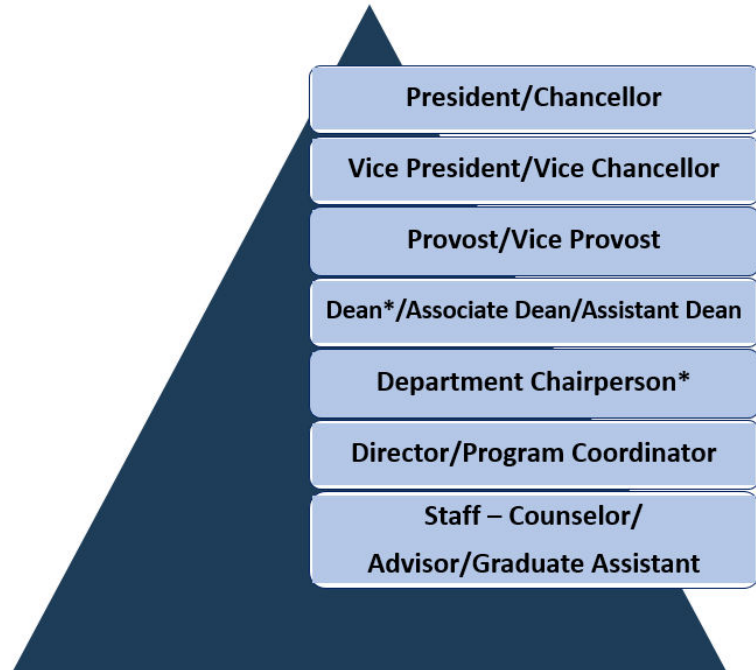 President/Chancellor
Vice President/Vice Chancellor
Provost/Vice Provost
Dean*/Associate Dean/Assistant Dean
Department Chairperson*
Director/Program Coordinator
Staff – Counselor/
Advisor/Graduate Assistant